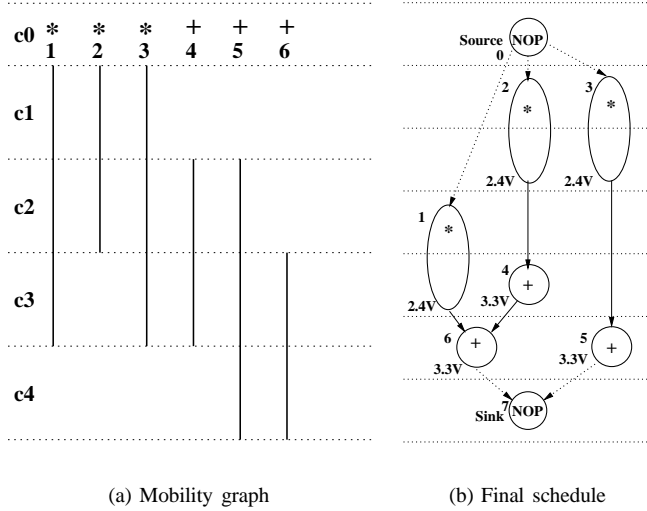 c0 * * * + + +
1 2 3 4 5 6
c1
c2
c3
c4
(a) Mobility graph
Source 0 NOP
2 * 2.4V
3 * 2.4V
1 * 2.4V
4 + 3.3V
6 + 3.3V
5 + 3.3V
Sink 7 NOP
(b) Final schedule